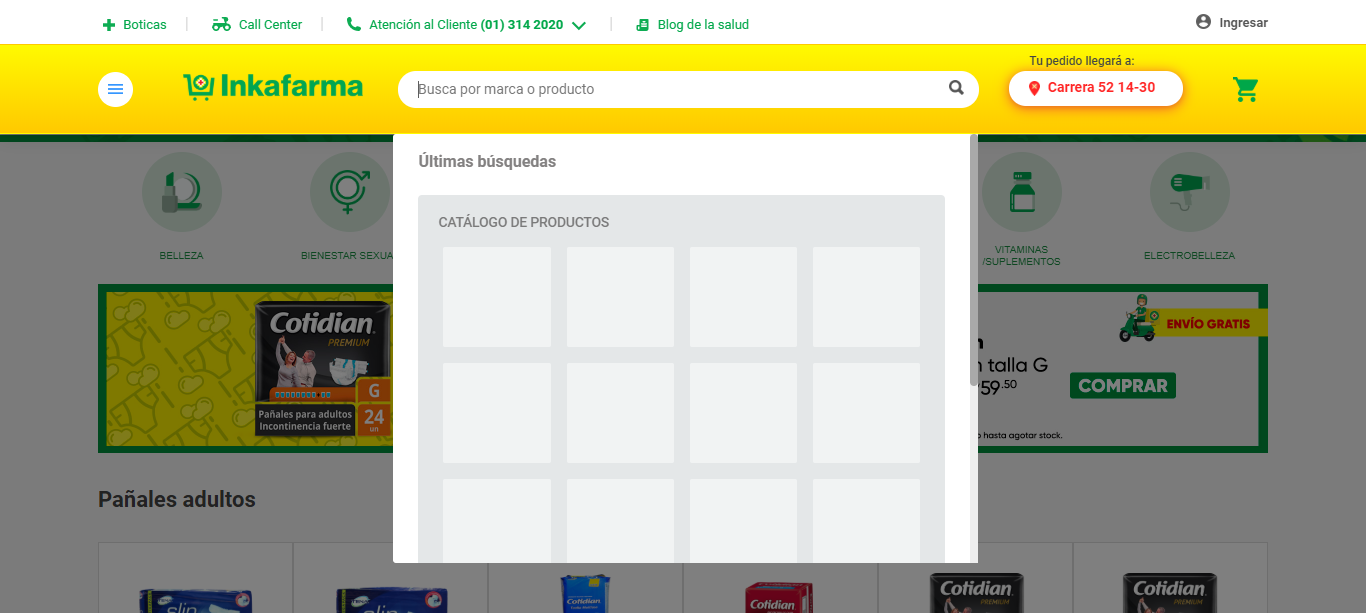 Boticas
Call Center
Atención al Cliente (01) 314 2020
Blog de la salud
Ingresar
Inkafarma
Busca por marca o producto
Tu pedido llegará a:
Carrera 52 14-30
Últimas búsquedas
CATÁLOGO DE PRODUCTOS
BELLEZA
BIENESTAR SEXUA
VITAMINAS
/SUPLEMENTOS
ELECTROBELLEZA
Cotidian
PREMIUM
G
24
un
Pañales para adultos
Incontinencia fuerte
ENVÍO GRATIS
n talla G
59.50
COMPRAR
hasta agotar stock.
Pañales adultos
slip
slip
Cotidian
Cotidian
Cotidian
PREMIUM
Cotidian
PREMIUM